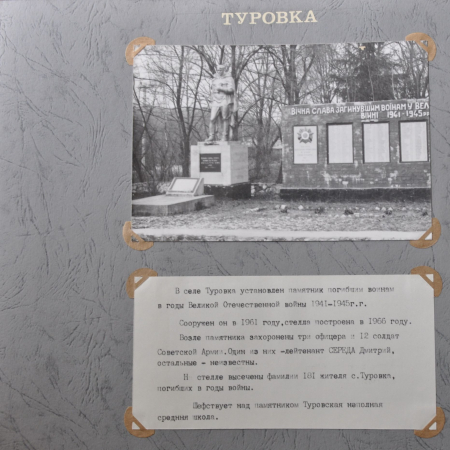 ТУРОВКА
ВІЧНА СЛАВА ЗАГИНУВШИМ ВОЇНАМ У ВЕЛ
ВІЙНІ 1941-1945
В селе Туровка установлен памятник погибшим воинам
в годы Великой Отечественной войны 1941-1945г.г.
Сооружен он в 1961 году,стелла построена в 1966 году.
Возле памятника захоронены три офицера и 12 солдат
Советской Армии.Один из них -лейтенант СЕРЕДА Дмитрий,
остальные - неизвестны.
На стелле высечены фамилии 161 жителя с.Туровка,
погибших в годы войны.
Шефствует над памятником Туровская неполная
средняя школа.